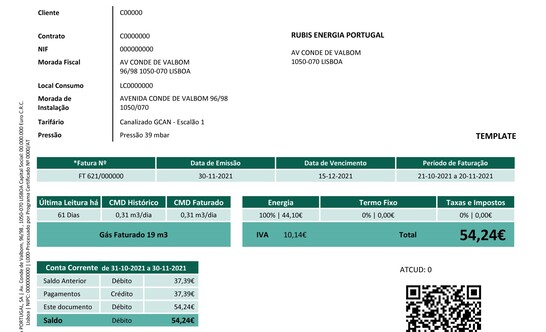 Cliente C00000
Contrato C0000000
NIF 000000000
Morada Fiscal AV CONDE DE VALBOM
96/98 1050-070 LISBOA
Local Consumo LC0000000
Morada de Instalação AVENIDA CONDE DE VALBOM 96/98
1050/070
Tarifário Canalizado GCAN - Escalão 1
Pressão Pressão 39 mbar
RUBIS ENERGIA PORTUGAL
AV CONDE DE VALBOM
1050-070 LISBOA
TEMPLATE
*Fatura Nº Data de Emissão Data de Vencimento Período de Faturação
FT 621/000000 30-11-2021 15-12-2021 21-10-2021 a 20-11-2021
Última Leitura há CMD Histórico CMD Faturado
61 Dias 0,31 m3/dia 0,31 m3/dia
Gás Faturado 19 m3
Energia Termo Fixo Taxas e Impostos
100% | 44,10€ 0% | 0,00€ 0% | 0,00€
IVA 10,14€ Total 54,24€
Conta Corrente de 31-10-2021 a 30-11-2021
Saldo Anterior Débito 37,39€
Pagamentos Crédito 37,39€
Este documento Débito 54,24€
Saldo Débito 54,24€
ATCUD: 0
PORTUGAL, SA | Av. Conde de Valbom, 96/98 , 1050-070 LISBOA Capital Social: 00.000.000 Euro C.R.C.
Lisboa | NIPC: 000000000 | Processado por Programa Certificado Nº 0000/AT